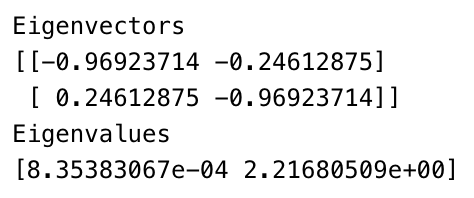 Eigenvectors
[[-0.96923714 -0.24612875]
 [ 0.24612875 -0.96923714]]
Eigenvalues
[8.35383067e-04 2.21680509e+00]